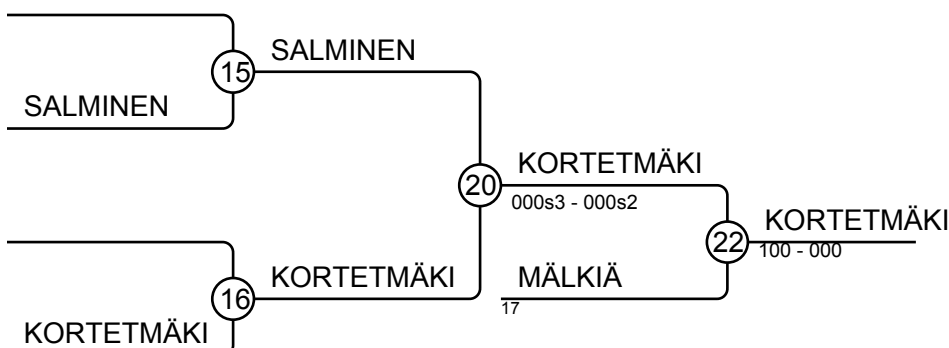 15
SALMINEN
SALMINEN
20
KORTETMÄKI
000s3 - 000s2
22
KORTETMÄKI
100 - 000
16
KORTETMÄKI
MÄLKIÄ
17
KORTETMÄKI